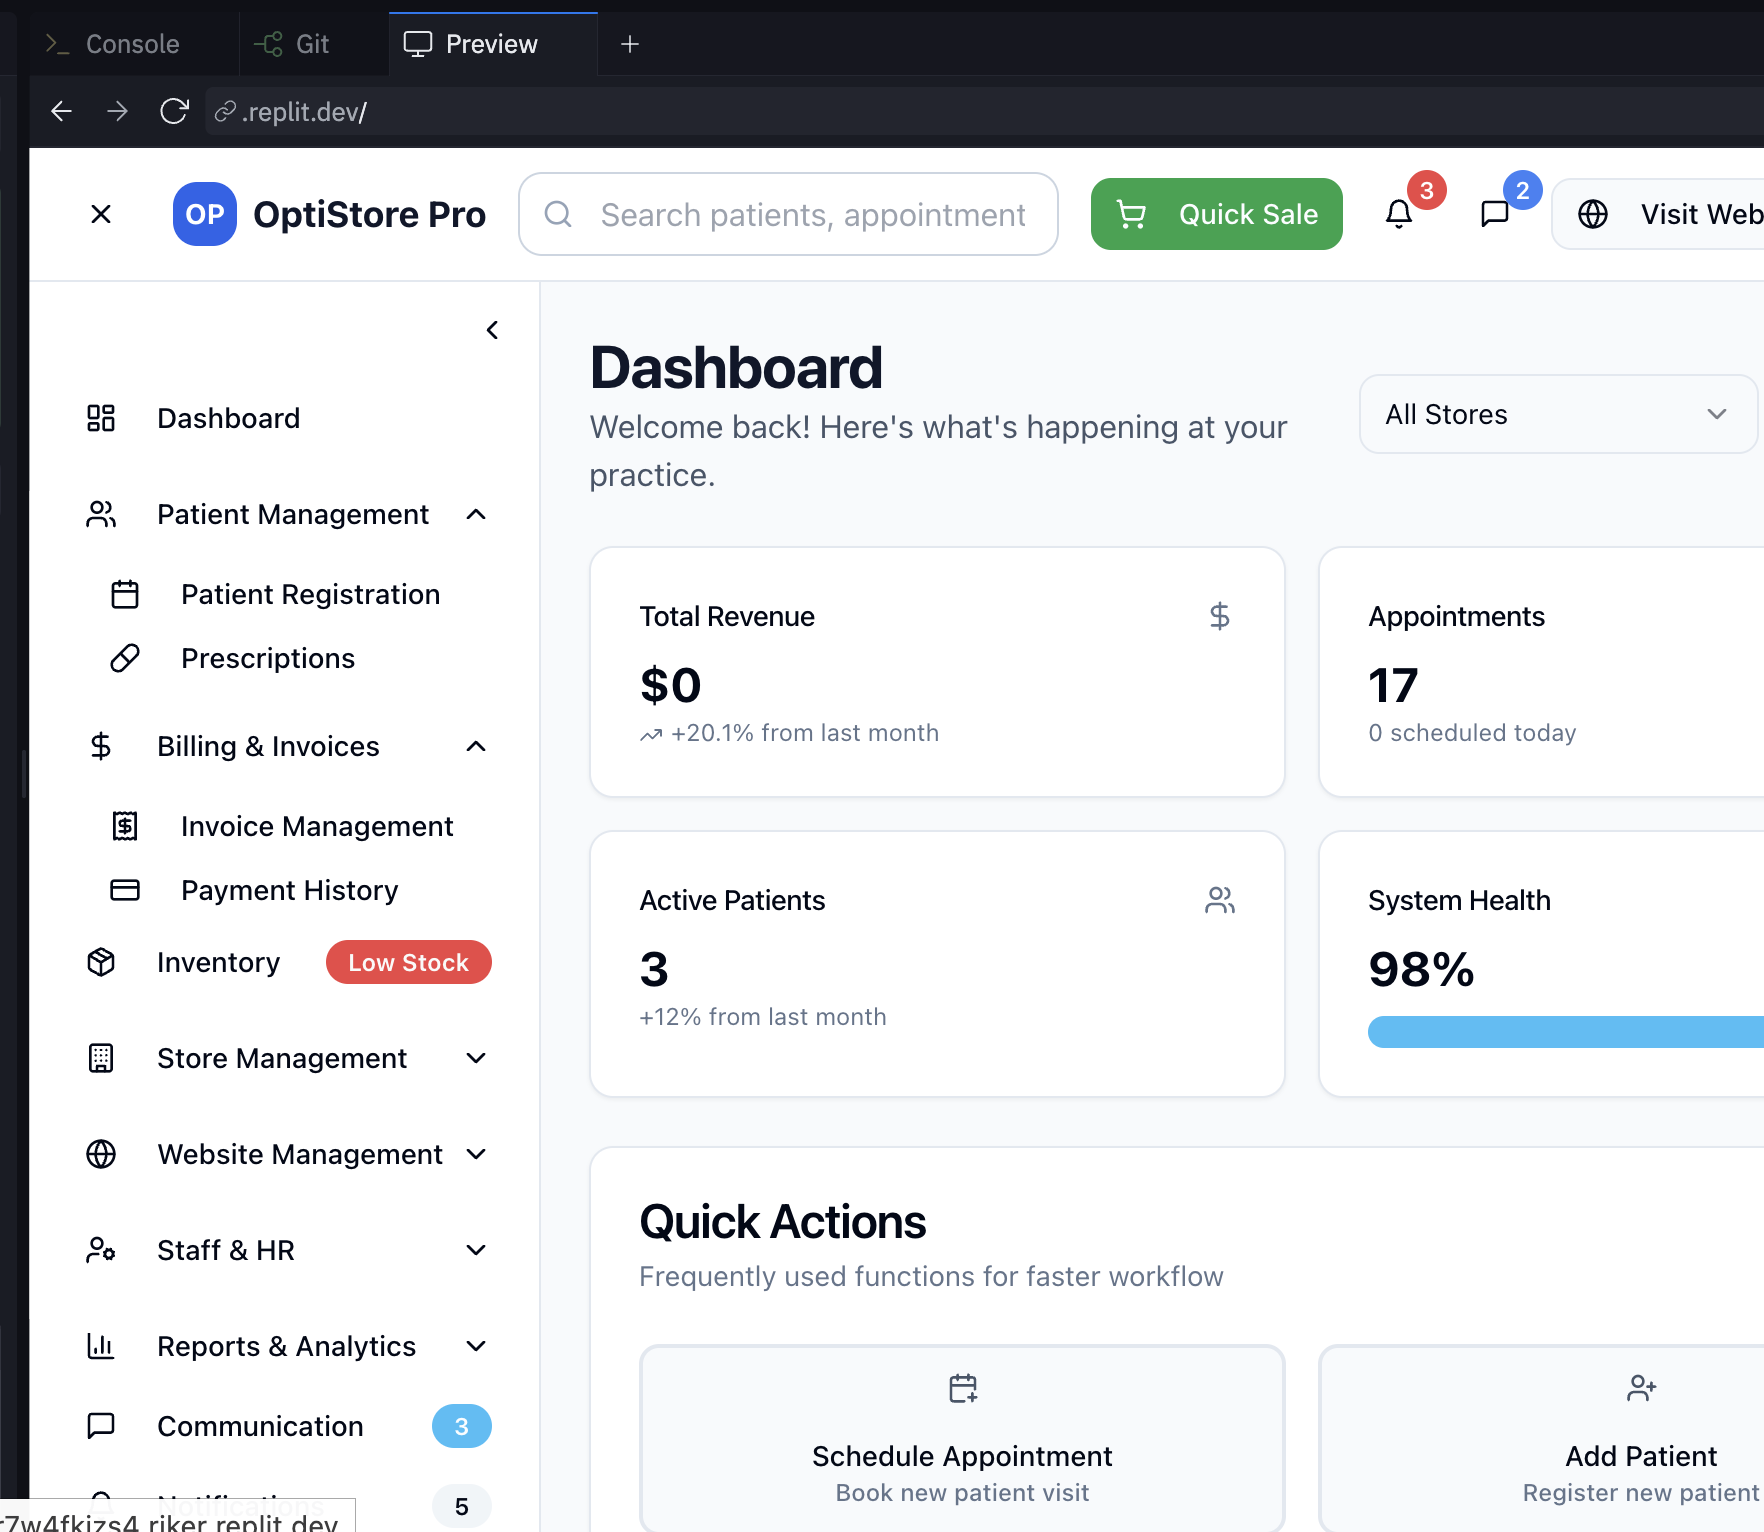 Console
Git
Preview
.replit.dev/
OP
OptiStore Pro
Search patients, appointment
Quick Sale
3
2
Visit Web
Dashboard
Patient Management
Patient Registration
Prescriptions
Billing & Invoices
Invoice Management
Payment History
Inventory
Low Stock
Store Management
Website Management
Staff & HR
Reports & Analytics
Communication
3
Notifications
5
r7w4fkjzs4.riker.replit.dev
Dashboard
Welcome back! Here's what's happening at your
practice.
All Stores
Total Revenue
$0
+20.1% from last month
Appointments
17
0 scheduled today
Active Patients
3
+12% from last month
System Health
98%
Quick Actions
Frequently used functions for faster workflow
Schedule Appointment
Book new patient visit
Add Patient
Register new patient